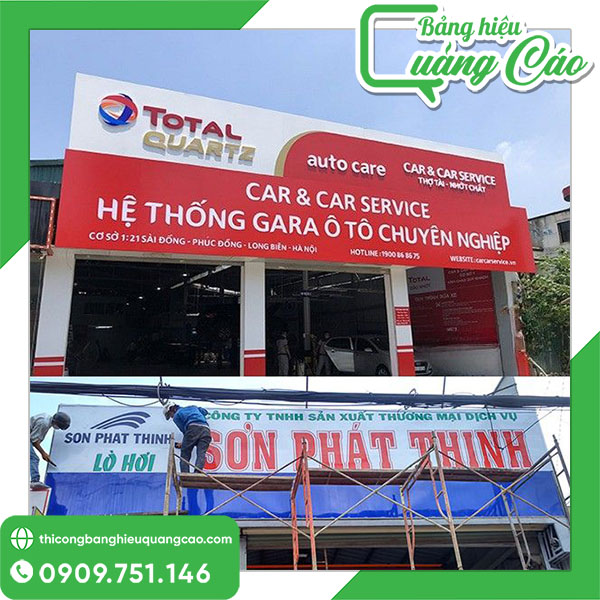 Bảng hiệu
Quảng Cáo
TOTAL
QUARTZ
auto care
CAR & CAR SERVICE
THỢ TÀI - NHỚT CHẤT
CAR & CAR SERVICE
HỆ THỐNG GARA Ô TÔ CHUYÊN NGHIỆP
CƠ SỞ 1: 21 SÀI ĐỒNG - PHÚC ĐỒNG - LONG BIÊN - HÀ NỘI
HOTLINE: 1900 86 86 75
WEBSITE: carcarservice.vn
CÔNG TY TNHH SẢN XUẤT THƯƠNG MẠI DỊCH VỤ
SƠN PHÁT THỊNH
SON PHAT THINH
LÒ HƠI
thicongbanghieuquangcao.com
0909.751.146